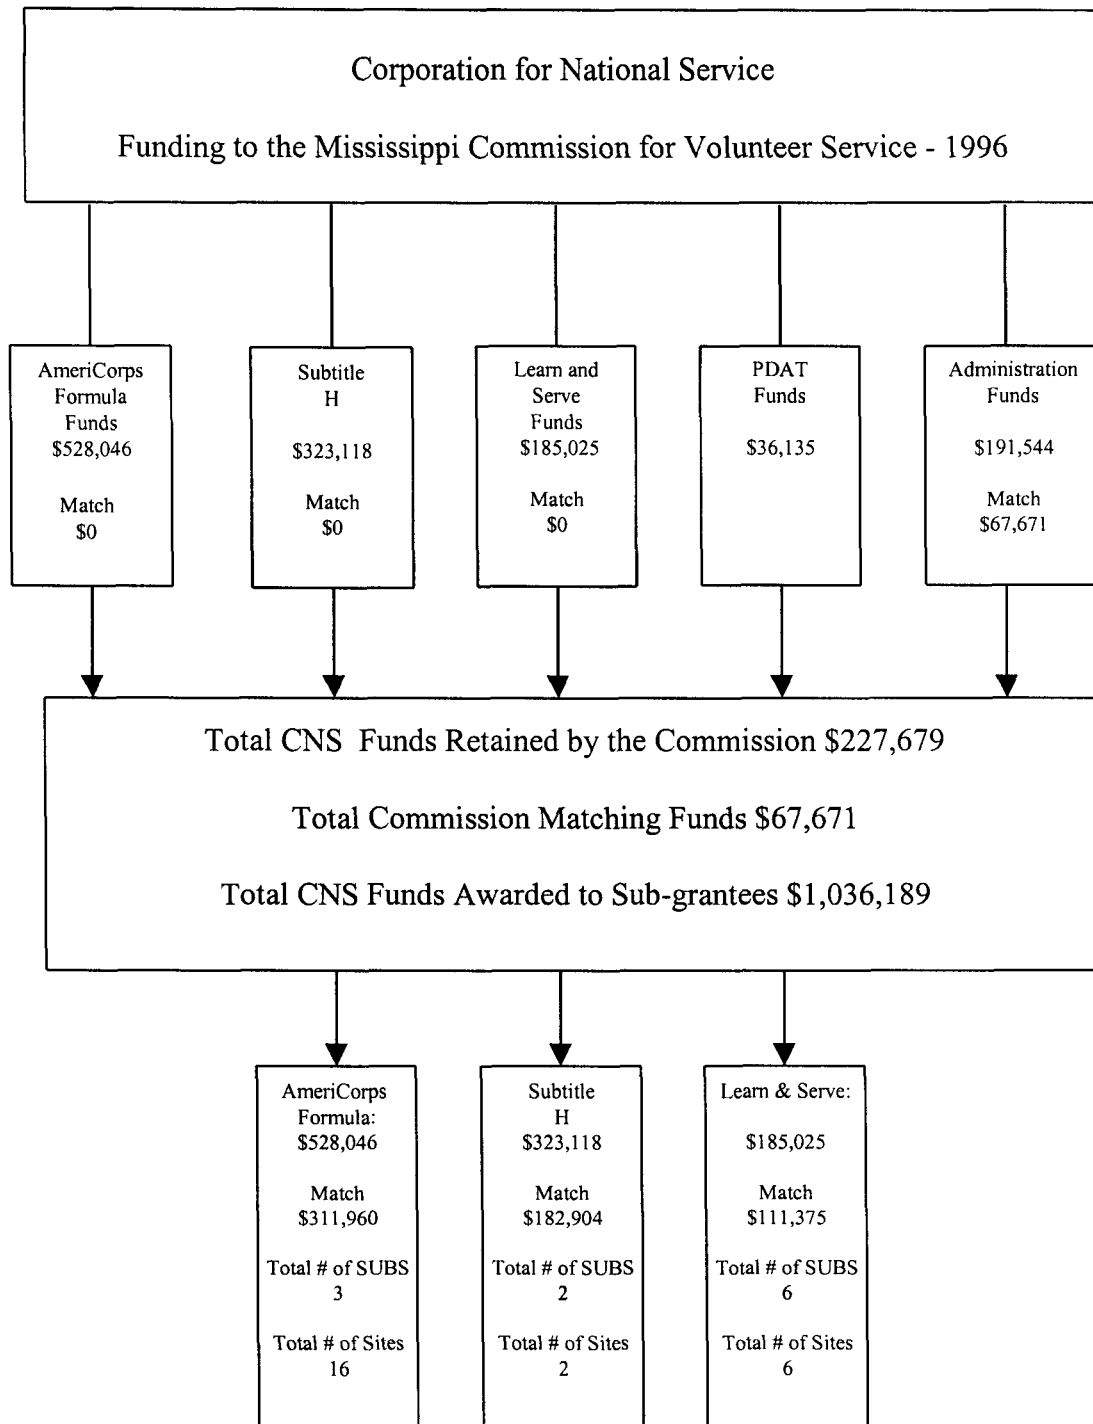 Corporation for National Service
Funding to the Mississippi Commission for Volunteer Service - 1996
AmeriCorps
Formula
Funds
$528,046
Match
$0
Subtitle
H
$323,118
Match
$0
Learn and
Serve
Funds
$185,025
Match
$0
PDAT
Funds
$36,135
Administration
Funds
$191,544
Match
$67,671
Total CNS Funds Retained by the Commission $227,679
Total Commission Matching Funds $67,671
Total CNS Funds Awarded to Sub-grantees $1,036,189
AmeriCorps
Formula:
$528,046
Match
$311,960
Total # of SUBS
3
Total # of Sites
16
Subtitle
H
$323,118
Match
$182,904
Total # of SUBS
2
Total # of Sites
2
Learn & Serve:
$185,025
Match
$111,375
Total # of SUBS
6
Total # of Sites
6